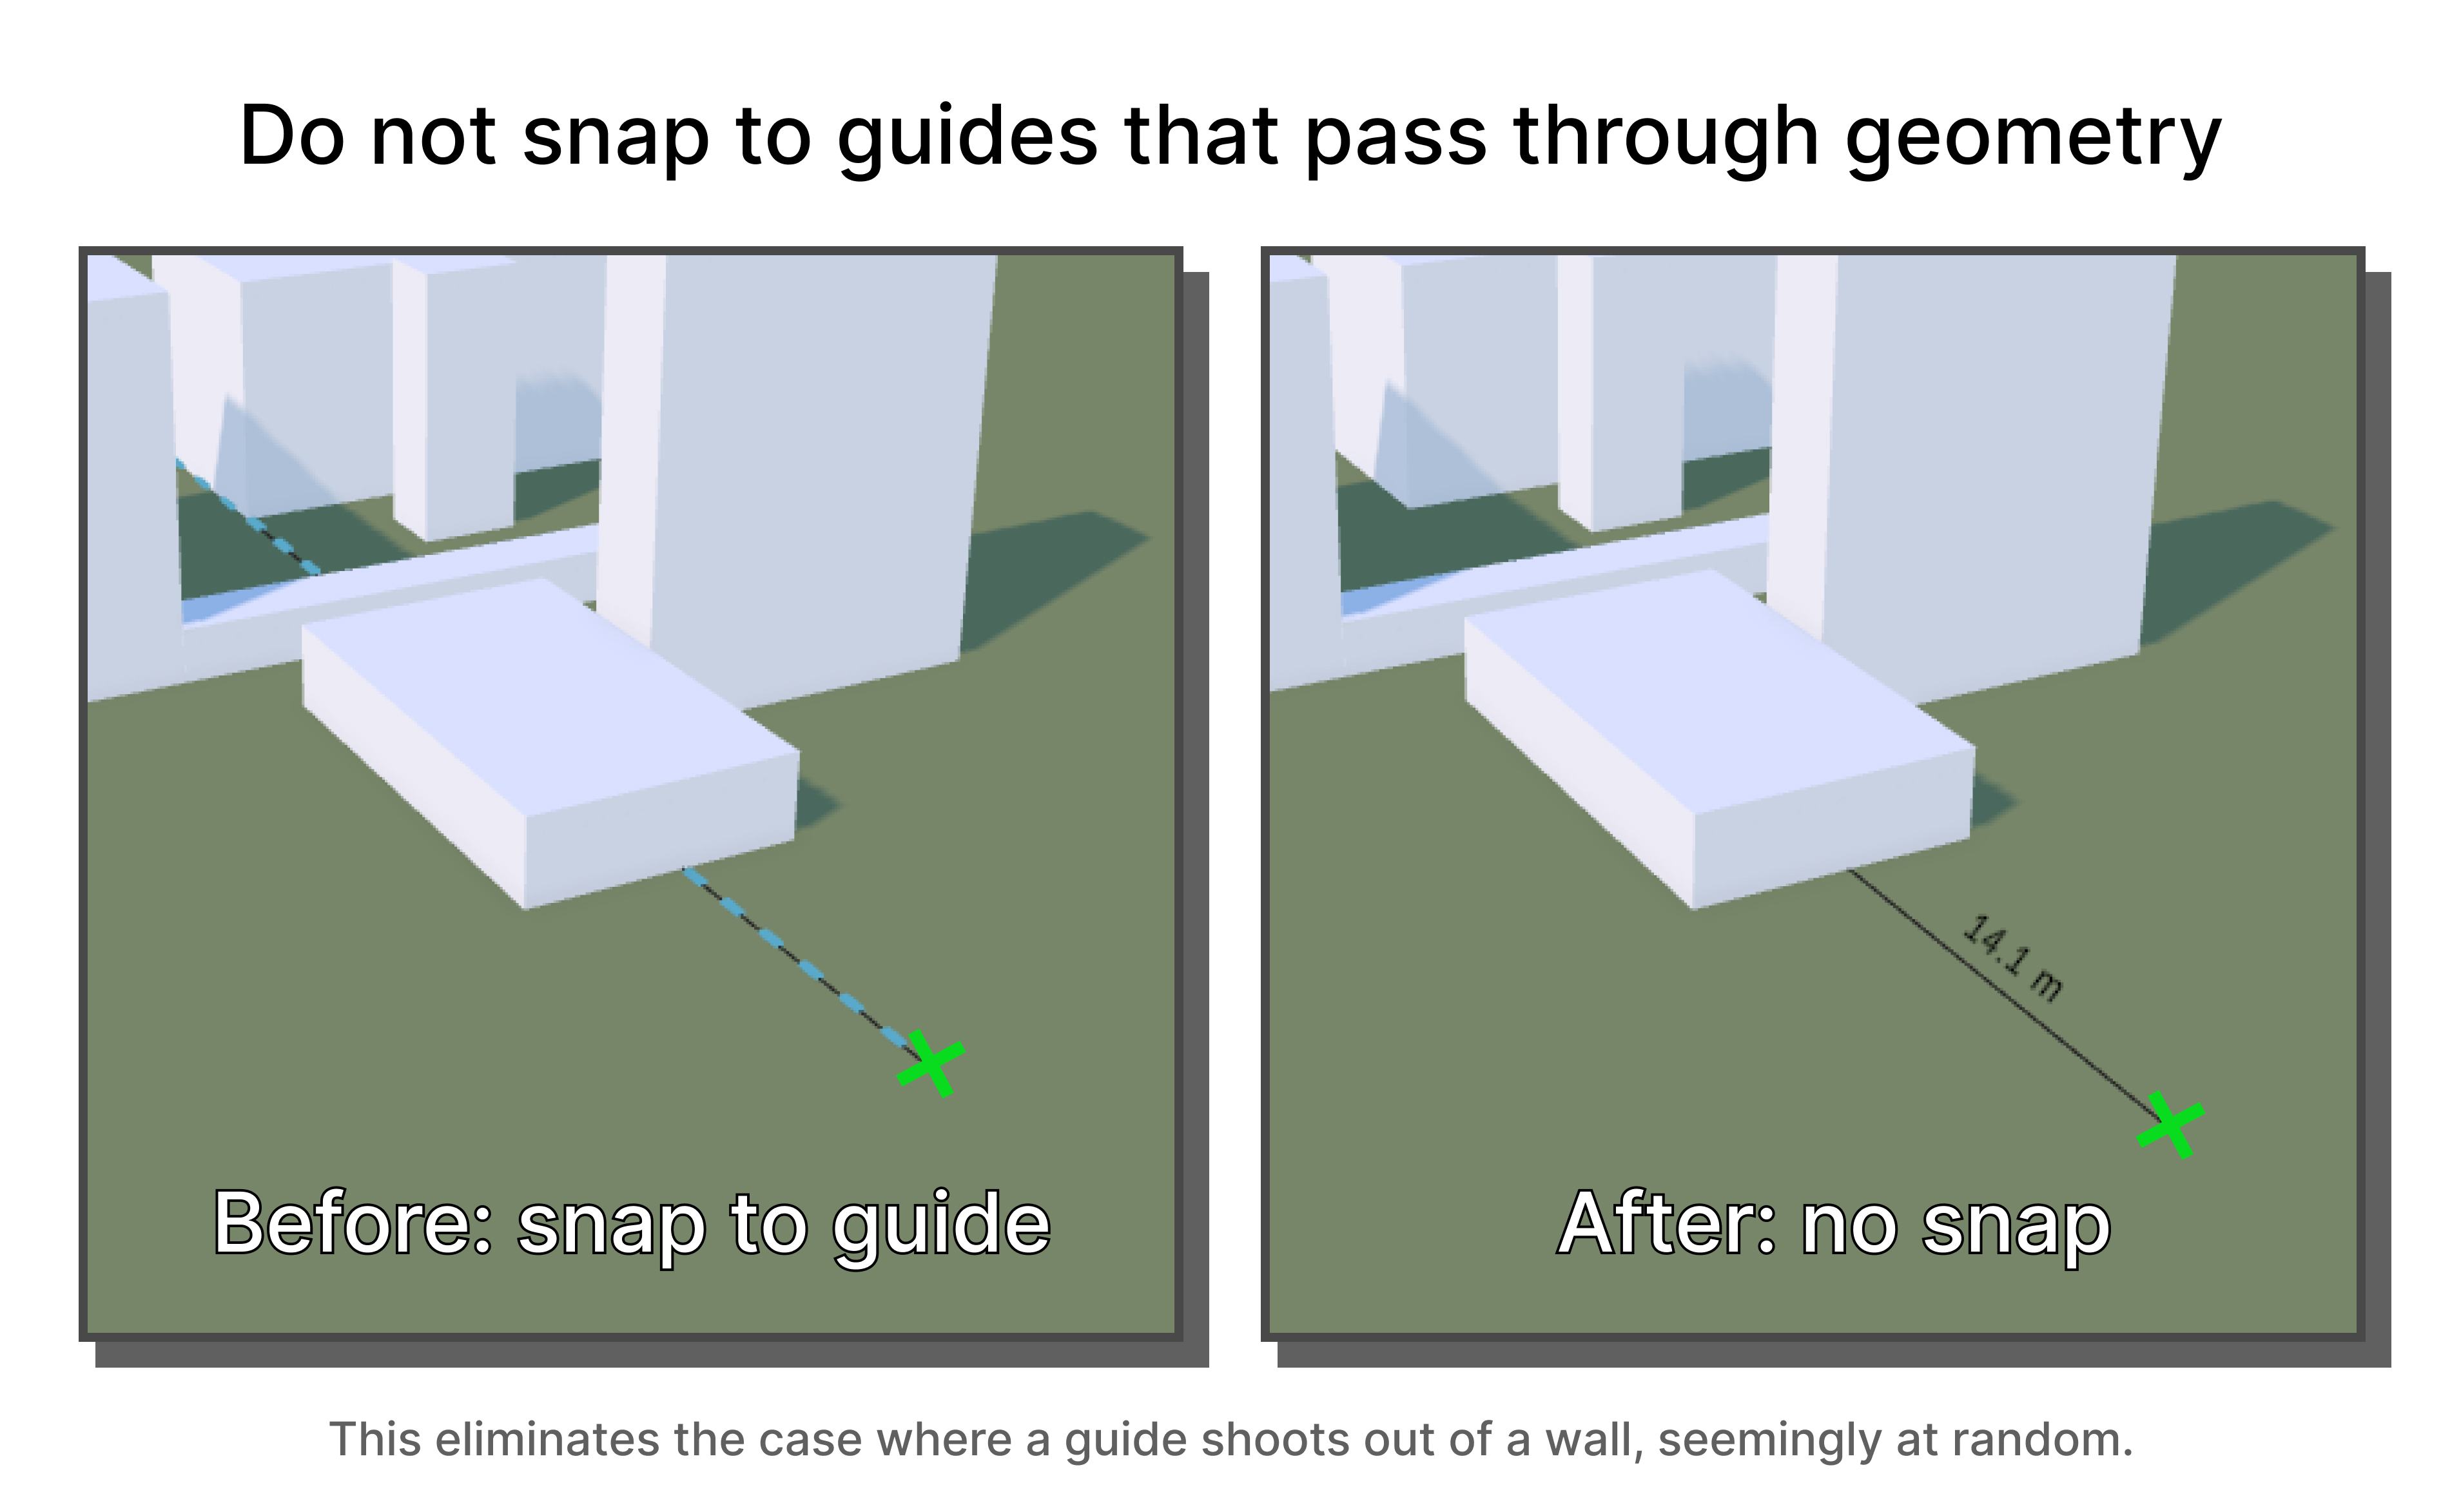 Do not snap to guides that pass through geometry
14.1 m
Before: snap to guide
After: no snap
This eliminates the case where a guide shoots out of a wall, seemingly at random.